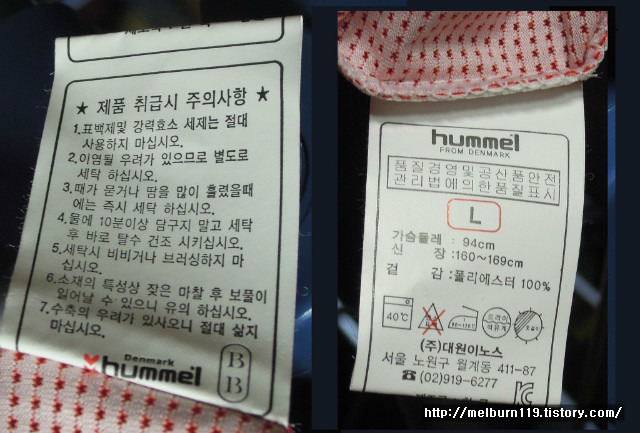 ★ 제품 취급시 주의사항 ★
1.표백제및 강력효소 세제는 절대
사용하지 마십시오.
2.이염될 우려가 있으므로 별도로
세탁 하십시오.
3.때가 묻거나 땀을 많이 흘렸을때
에는 즉시 세탁 하십시오.
4.물에 10분이상 담구지 말고 세탁
후 바로 탈수 건조 시키십시오.
5.세탁시 비비거나 브러싱하지 마
십시오.
6.소재의 특성상 잦은 마찰 후 보풀이
일어날 수 있으니 유의 하십시오.
7.수축의 우려가 있사오니 절대 삶지
마십시오.
Denmark
hummel
B
B
hummel
FROM DENMARK
품질경영및공산품안전
관리법에의한품질표시
L
가슴둘레 : 94cm
신 장 :160～169cm
겉 감 :폴리에스터 100%
40℃
드라이
석유계
(주)대원이노스
서울 노원구 월계동 411-87
☎(02)919-6277
http://melburn119.tistory.com/